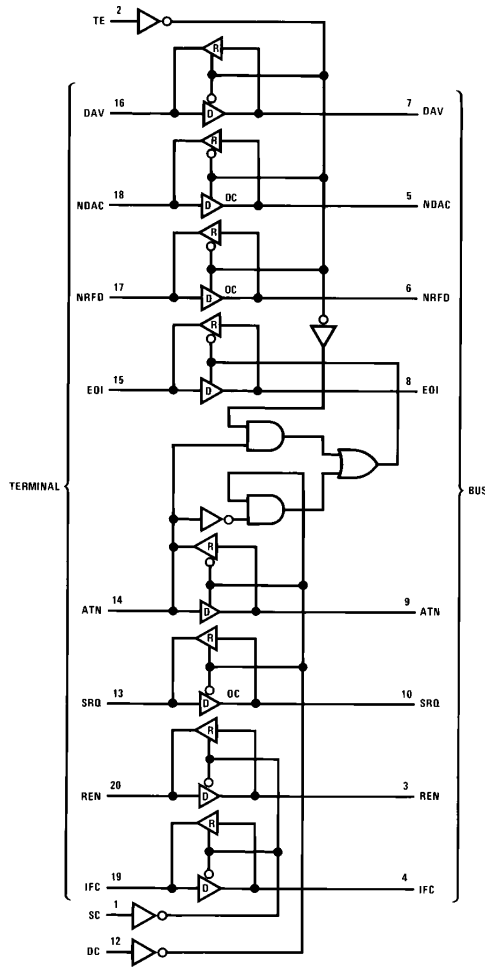 TE 2
R
DAV 16 D 7 DAV
R
NDAC 18 D OC 5 NDAC
R
NRFD 17 D OC 6 NRFD
R
EOI 15 D 8 EOI
TERMINAL BUS
R
ATN 14 D 9 ATN
R
SRQ 13 D OC 10 SRQ
R
REN 20 D 3 REN
R
IFC 19 D 4 IFC
SC 1
DC 12